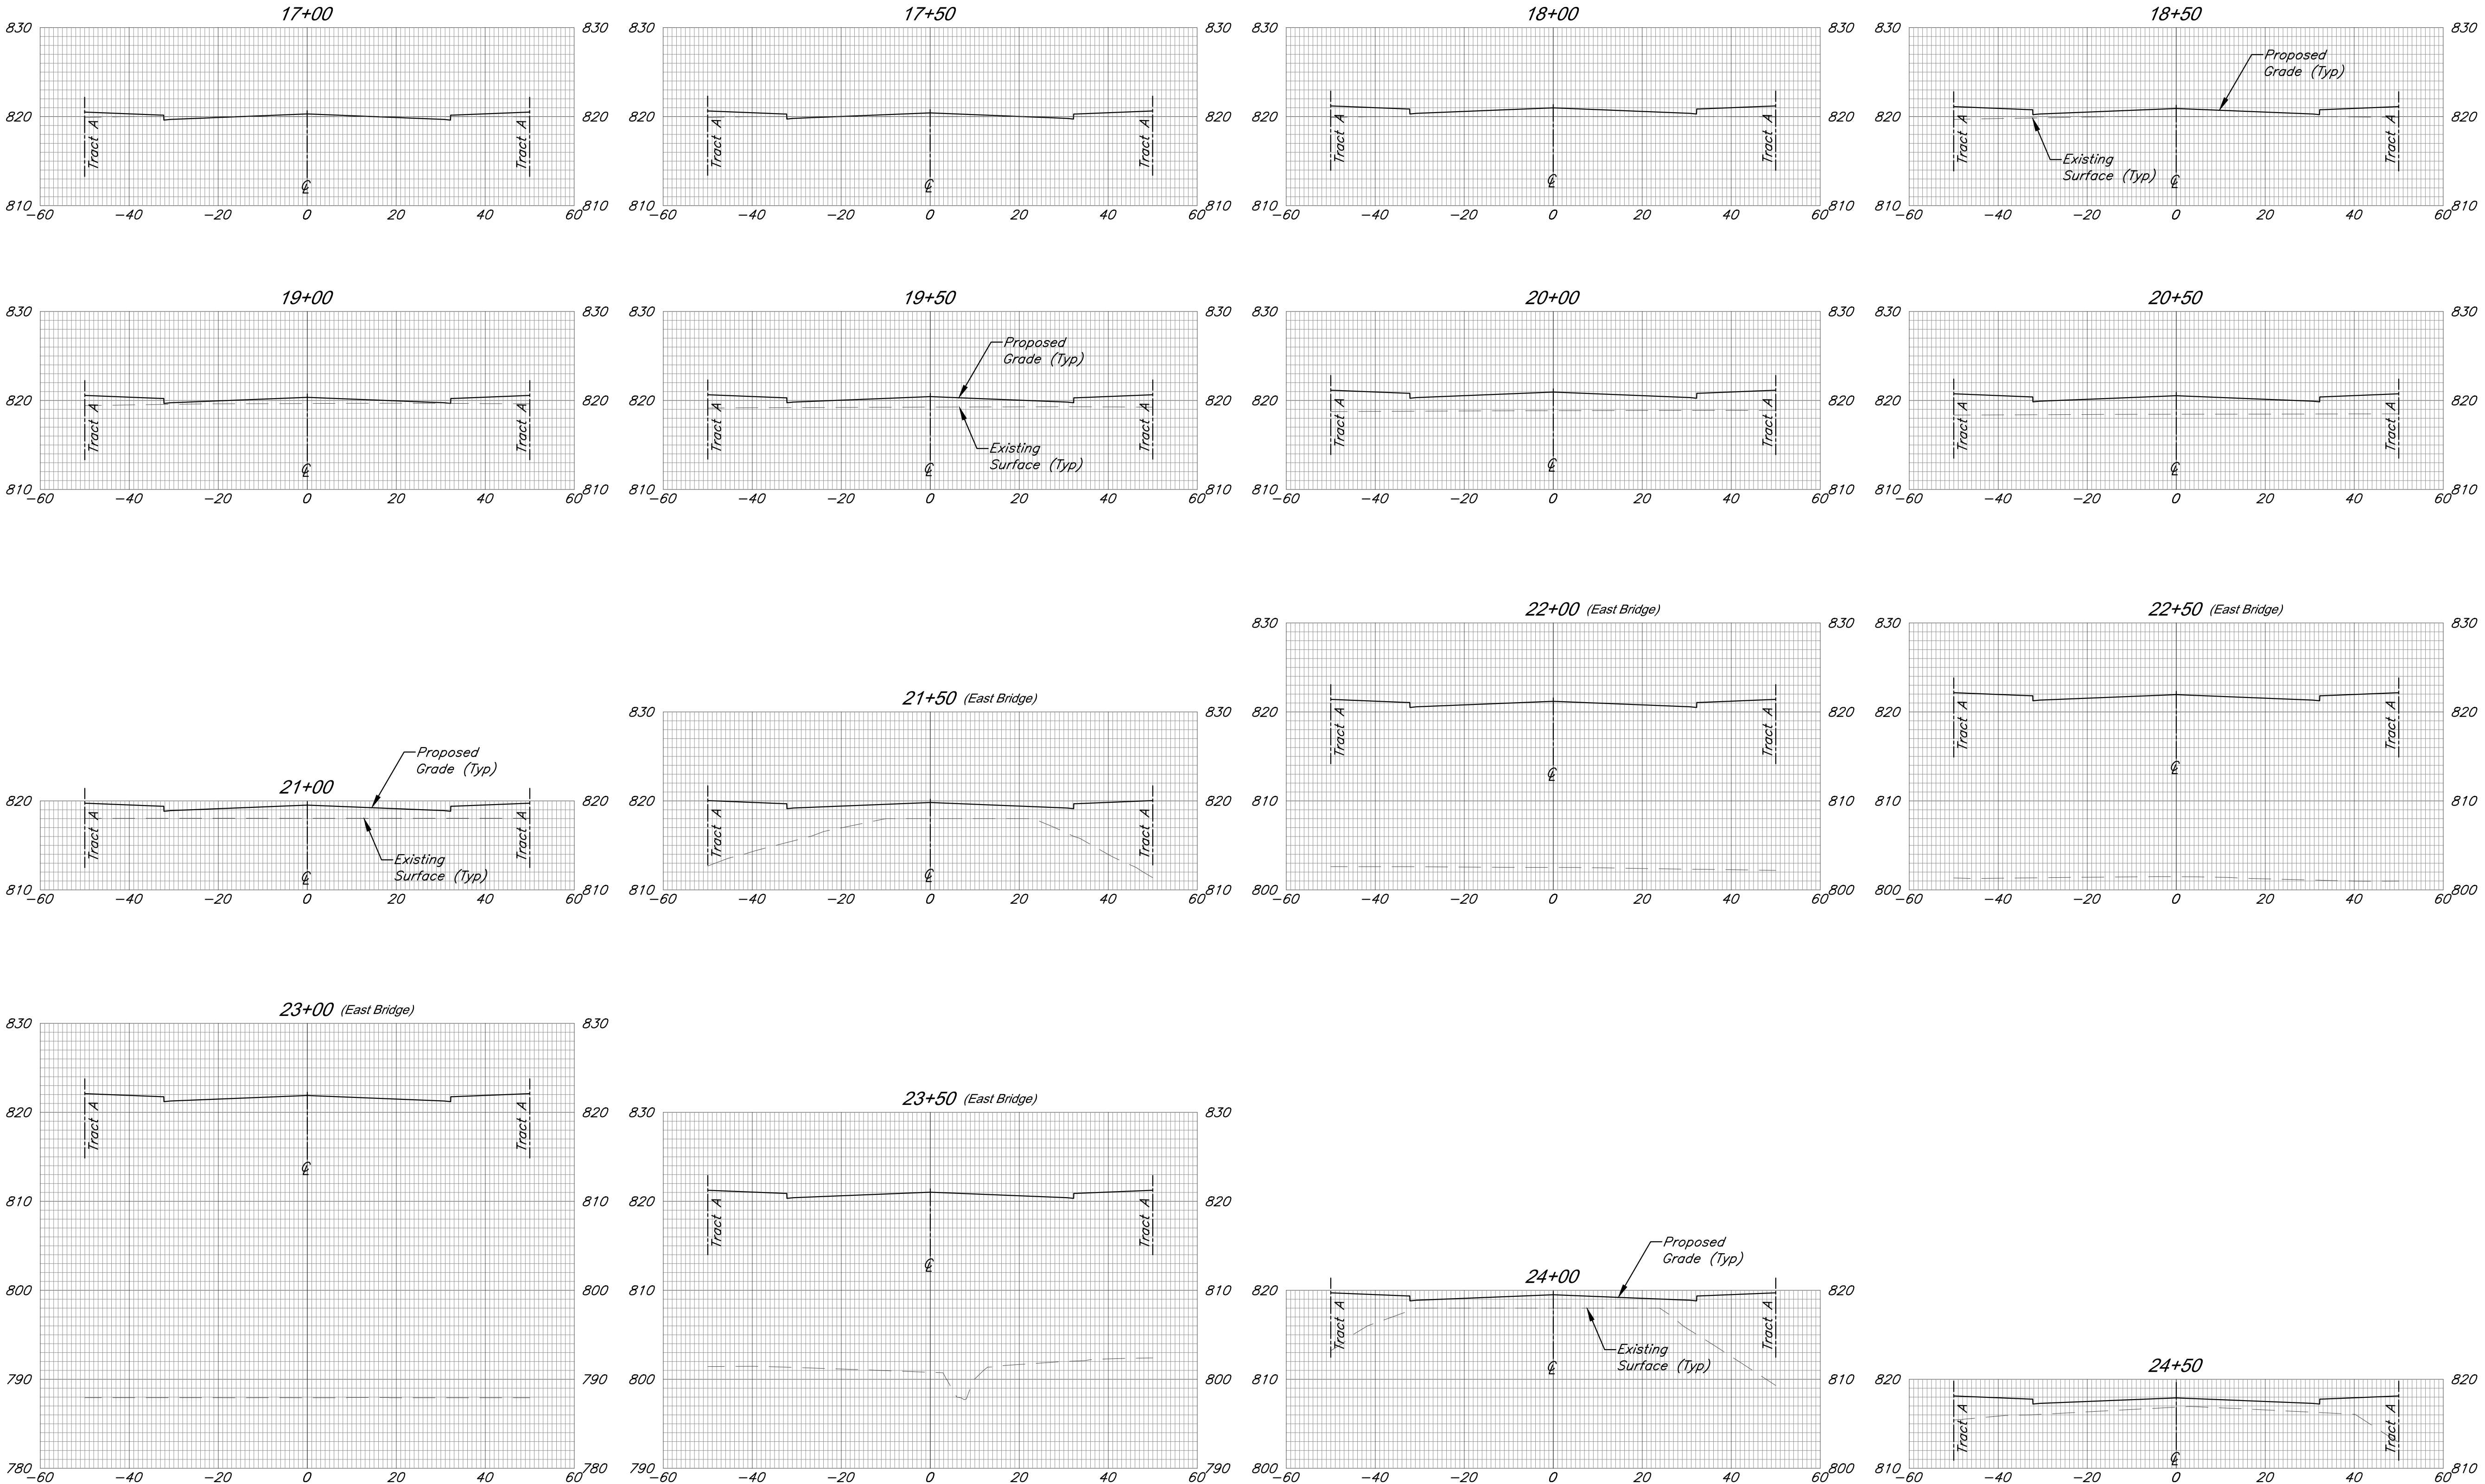 17+00
17+50
18+00
18+50
830 830 830 830 830 830 830 830
Proposed
Grade (Typ)
820 820 820 820 820 820 820 820
Tract A Tract A Tract A Tract A Tract A Tract A Tract A Tract A
Existing
Surface (Typ)
℄ ℄ ℄ ℄
810 810 810 810 810 810 810 810
-60 -40 -20 0 20 40 60 -60 -40 -20 0 20 40 60 -60 -40 -20 0 20 40 60 -60 -40 -20 0 20 40 60
19+00
19+50
20+00
20+50
830 830 830 830 830 830 830 830
Proposed
Grade (Typ)
820 820 820 820 820 820 820 820
Tract A Tract A Tract A Tract A Tract A Tract A Tract A Tract A
Existing
Surface (Typ)
℄ ℄ ℄ ℄
810 810 810 810 810 810 810 810
-60 -40 -20 0 20 40 60 -60 -40 -20 0 20 40 60 -60 -40 -20 0 20 40 60 -60 -40 -20 0 20 40 60
21+00
Proposed
Grade (Typ)
820 820
Tract A Tract A
Existing
Surface (Typ)
℄
810 810
-60 -40 -20 0 20 40 60
21+50 (East Bridge)
830 830
820 820
Tract A Tract A
℄
810 810
-60 -40 -20 0 20 40 60
22+00 (East Bridge)
830 830
820 820
Tract A Tract A
℄
810 810
800 800
-60 -40 -20 0 20 40 60
22+50 (East Bridge)
830 830
820 820
Tract A Tract A
℄
810 810
800 800
-60 -40 -20 0 20 40 60
23+00 (East Bridge)
830 830
820 820
Tract A Tract A
℄
810 810
800 800
790 790
780 780
-60 -40 -20 0 20 40 60
23+50 (East Bridge)
830 830
820 820
Tract A Tract A
℄
810 810
800 800
790 790
-60 -40 -20 0 20 40 60
24+00
Proposed
Grade (Typ)
820 820
Tract A Tract A
Existing
Surface (Typ)
℄
810 810
800 800
-60 -40 -20 0 20 40 60
24+50
820 820
Tract A Tract A
℄
810 810
-60 -40 -20 0 20 40 60